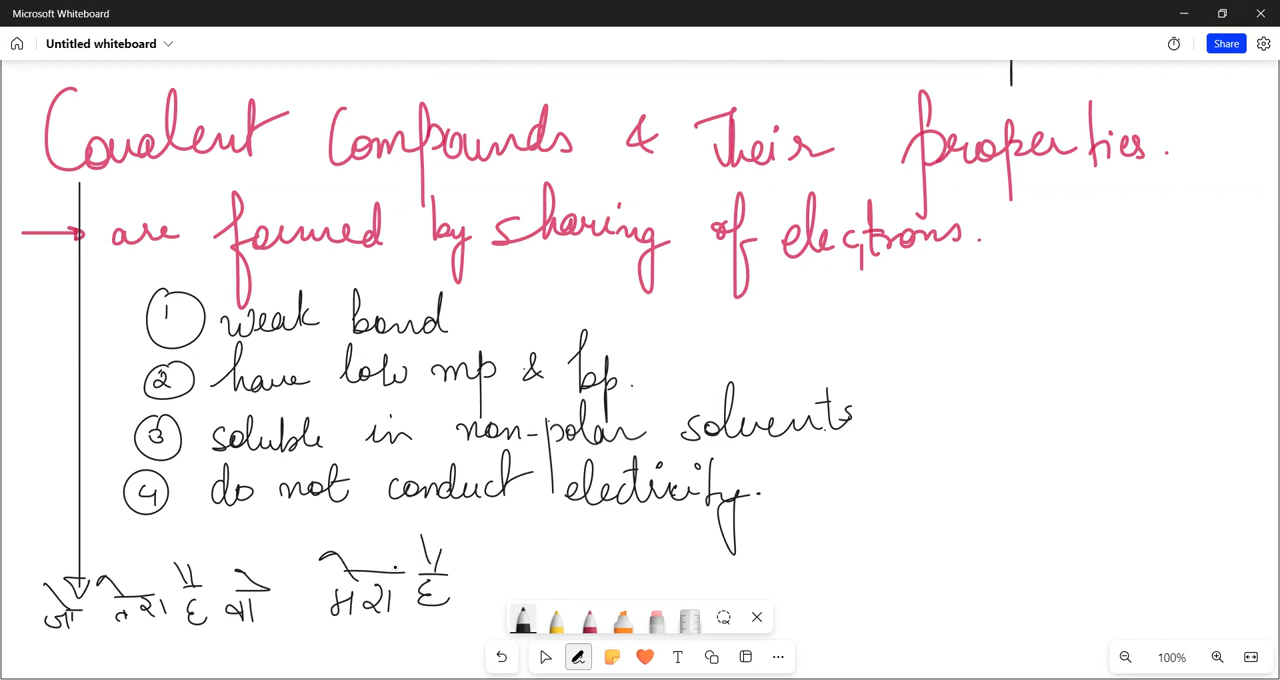 Microsoft Whiteboard
Untitled whiteboard
Share
Covalent Compounds & Their properties.
→ are formed by sharing of electrons.
① weak bond
② have low mp & bp.
③ soluble in non-polar solvents
④ do not conduct electricity.
100%